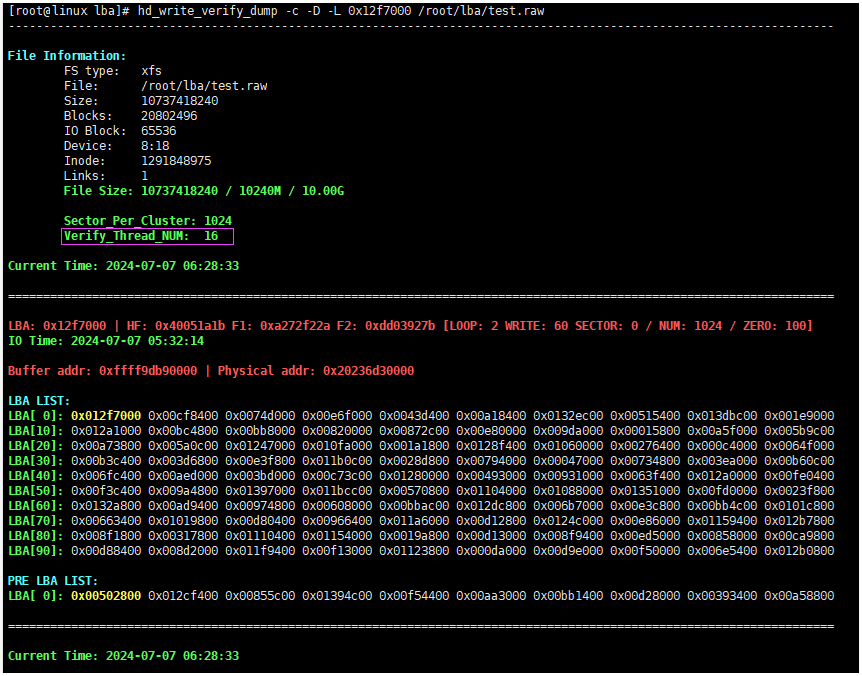 [root@linux lba]# hd_write_verify_dump -c -D -L 0x12f7000 /root/lba/test.raw
----------------------------------------------------------------------------------------------------------------------
File Information:
FS type: xfs
File: /root/lba/test.raw
Size: 10737418240
Blocks: 20802496
IO Block: 65536
Device: 8:18
Inode: 1291848975
Links: 1
File Size: 10737418240 / 10240M / 10.00G
Sector_Per_Cluster: 1024
Verify_Thread_NUM: 16
Current Time: 2024-07-07 06:28:33
======================================================================================================================
LBA: 0x12f7000 | HF: 0x40051a1b F1: 0xa272f22a F2: 0xdd03927b [LOOP: 2 WRITE: 60 SECTOR: 0 / NUM: 1024 / ZERO: 100]
IO Time: 2024-07-07 05:32:14
Buffer addr: 0xffff9db90000 | Physical addr: 0x20236d30000
LBA LIST:
LBA[ 0]: 0x012f7000 0x00cf8400 0x0074d000 0x00e6f000 0x0043d400 0x00a18400 0x0132ec00 0x00515400 0x013dbc00 0x001e9000
LBA[10]: 0x012a1000 0x00bc4800 0x00bb8000 0x00820000 0x00872c00 0x00e80000 0x009da000 0x00015800 0x00a5f000 0x005b9c00
LBA[20]: 0x00a73800 0x005a0c00 0x01247000 0x010fa000 0x001a1800 0x0128f400 0x01060000 0x00276400 0x000c4000 0x0064f000
LBA[30]: 0x00b3c400 0x003d6800 0x00e3f800 0x011b0c00 0x0028d800 0x00794000 0x00047000 0x00734800 0x003ea000 0x00b60c00
LBA[40]: 0x006fc400 0x00aed000 0x003bd000 0x00c73c00 0x01280000 0x00493000 0x00931000 0x0063f400 0x012a0000 0x00fe0400
LBA[50]: 0x00f3c400 0x009a4800 0x01397000 0x011bcc00 0x00570800 0x01104000 0x01088000 0x01351000 0x00fd0000 0x0023f800
LBA[60]: 0x0132a800 0x00ad9400 0x00974800 0x00608000 0x00bbac00 0x012dc800 0x006b7000 0x00e3c800 0x00bb4c00 0x0101c800
LBA[70]: 0x00663400 0x01019800 0x00d80400 0x00966400 0x011a6000 0x00d12800 0x0124c000 0x00e86000 0x01159400 0x012b7800
LBA[80]: 0x008f1800 0x00317800 0x01110400 0x01154000 0x0019a800 0x00d13000 0x008f9400 0x00ed5000 0x00858000 0x00ca9800
LBA[90]: 0x00d88400 0x008d2000 0x011f9400 0x00f13000 0x01123800 0x000da000 0x00d9e000 0x00f50000 0x006e5400 0x012b0800
PRE LBA LIST:
LBA[ 0]: 0x00502800 0x012cf400 0x00855c00 0x01394c00 0x00f54400 0x00aa3000 0x00bb1400 0x00d28000 0x00393400 0x00a58800
======================================================================================================================
Current Time: 2024-07-07 06:28:33